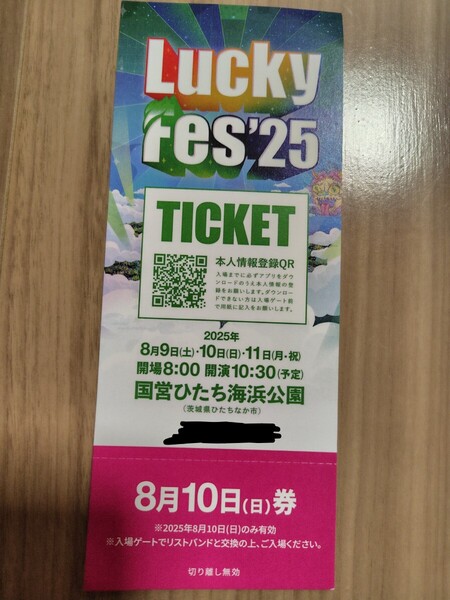 Lucky
Fes'25
TICKET
本人情報登録QR
入場までに必ずアプリをダウ
ンロードのうえ本人情報の登
録をお願いします。ダウンロー
ドできない方は入場ゲート前
で用紙に記入をお願いします。
2025年
8月9日(土)・10日(日)・11日(月・祝)
開場8:00 開演10:30(予定)
国営ひたち海浜公園
(茨城県ひたちなか市)
8月10日(日)券
※2025年8月10日(日)のみ有効
※入場ゲートでリストバンドと交換の上、ご入場ください。
切り離し無効